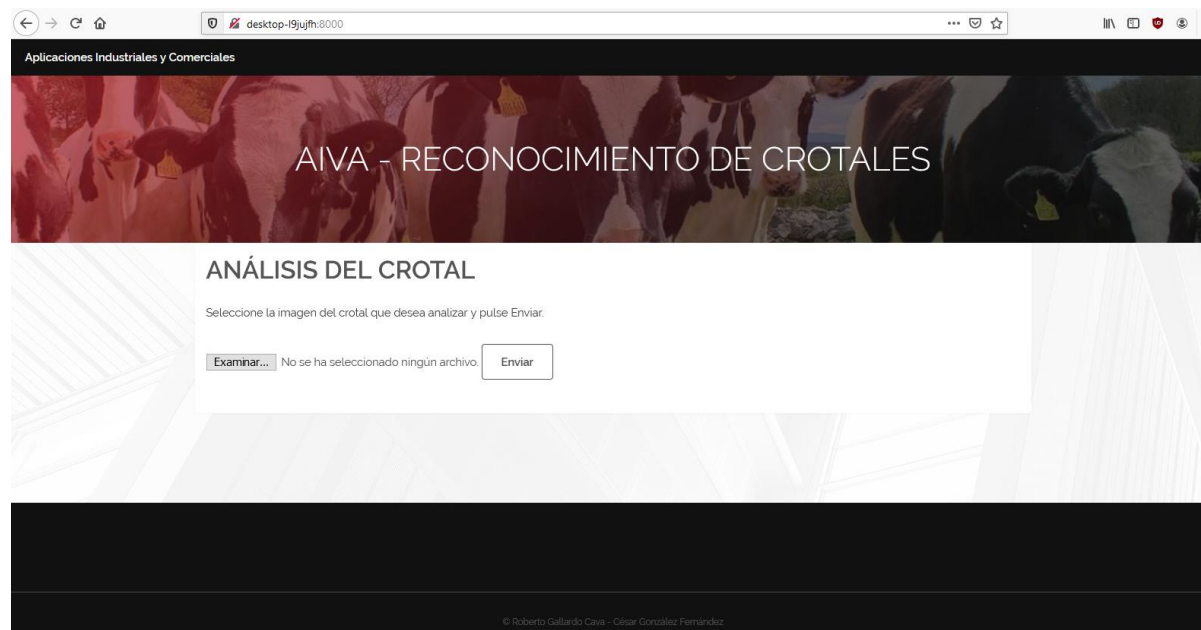 desktop-l9jujfh:8000
Aplicaciones Industriales y Comerciales
AIVA - RECONOCIMIENTO DE CROTALES
ANÁLISIS DEL CROTAL
Seleccione la imagen del crotal que desea analizar y pulse Enviar.
Examinar... No se ha seleccionado ningún archivo. Enviar
© Roberto Gallardo Cava - César González Fernández